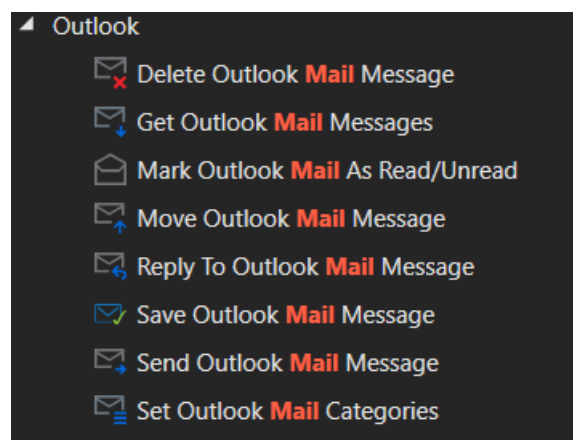 Outlook
Delete Outlook Mail Message
Get Outlook Mail Messages
Mark Outlook Mail As Read/Unread
Move Outlook Mail Message
Reply To Outlook Mail Message
Save Outlook Mail Message
Send Outlook Mail Message
Set Outlook Mail Categories